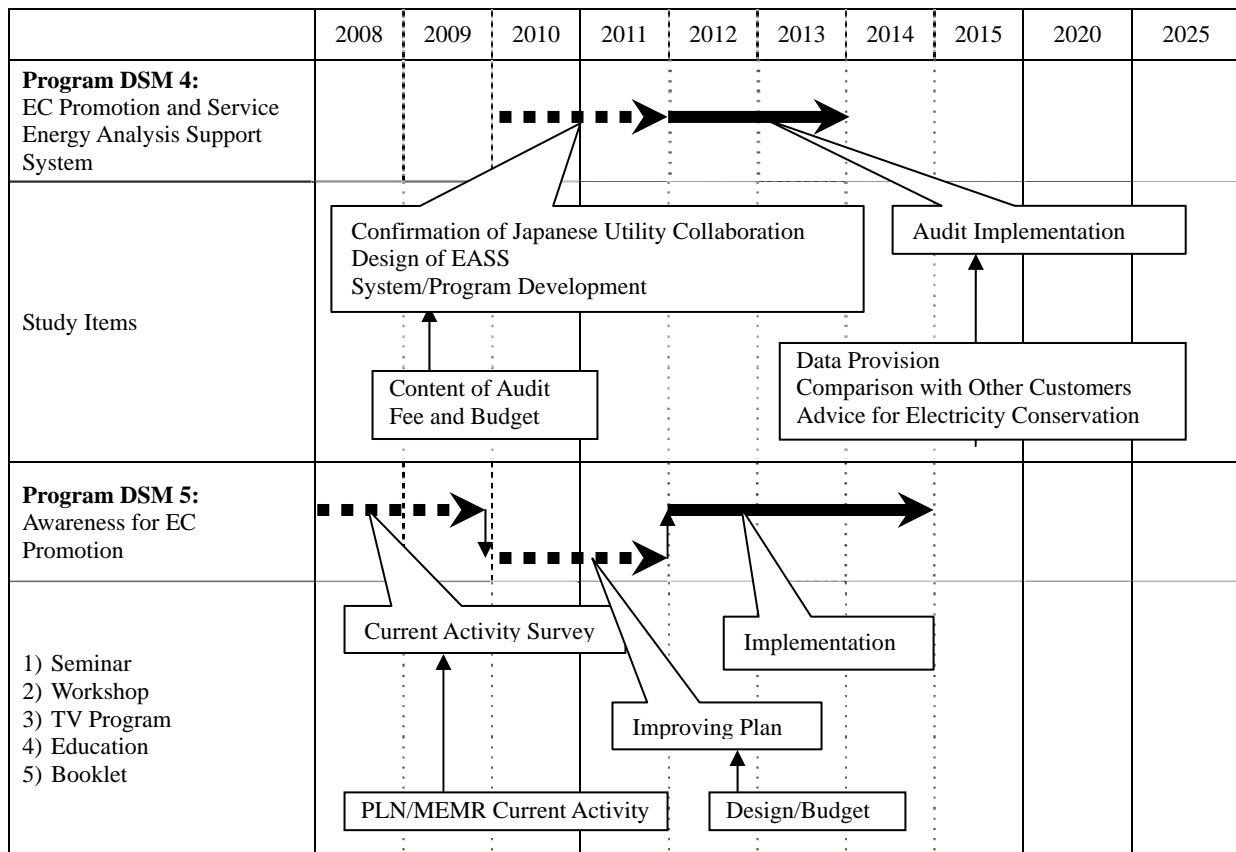 2008 2009 2010 2011 2012 2013 2014 2015 2020 2025
Program DSM 4:
EC Promotion and Service
Energy Analysis Support
System
Study Items
Confirmation of Japanese Utility Collaboration
Design of EASS
System/Program Development
Audit Implementation
Content of Audit
Fee and Budget
Data Provision
Comparison with Other Customers
Advice for Electricity Conservation
Program DSM 5:
Awareness for EC
Promotion
1) Seminar
2) Workshop
3) TV Program
4) Education
5) Booklet
Current Activity Survey
Implementation
Improving Plan
PLN/MEMR Current Activity
Design/Budget